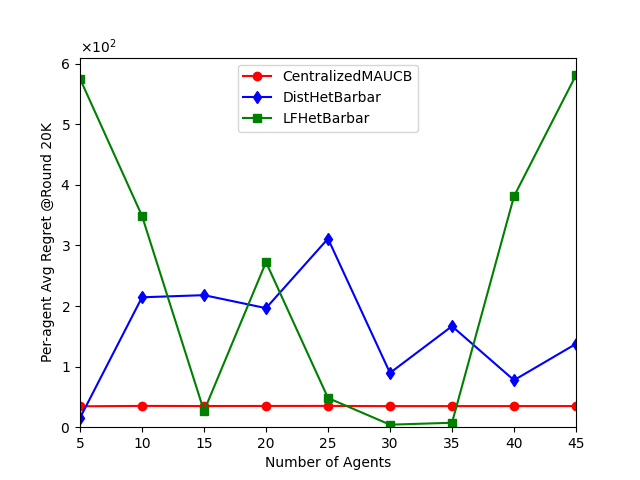 ×10²
6
5
4
3
2
1
0
Per-agent Avg Regret @Round 20K
CentralizedMAUCB
DistHetBarbar
LFHetBarbar
5 10 15 20 25 30 35 40 45
Number of Agents